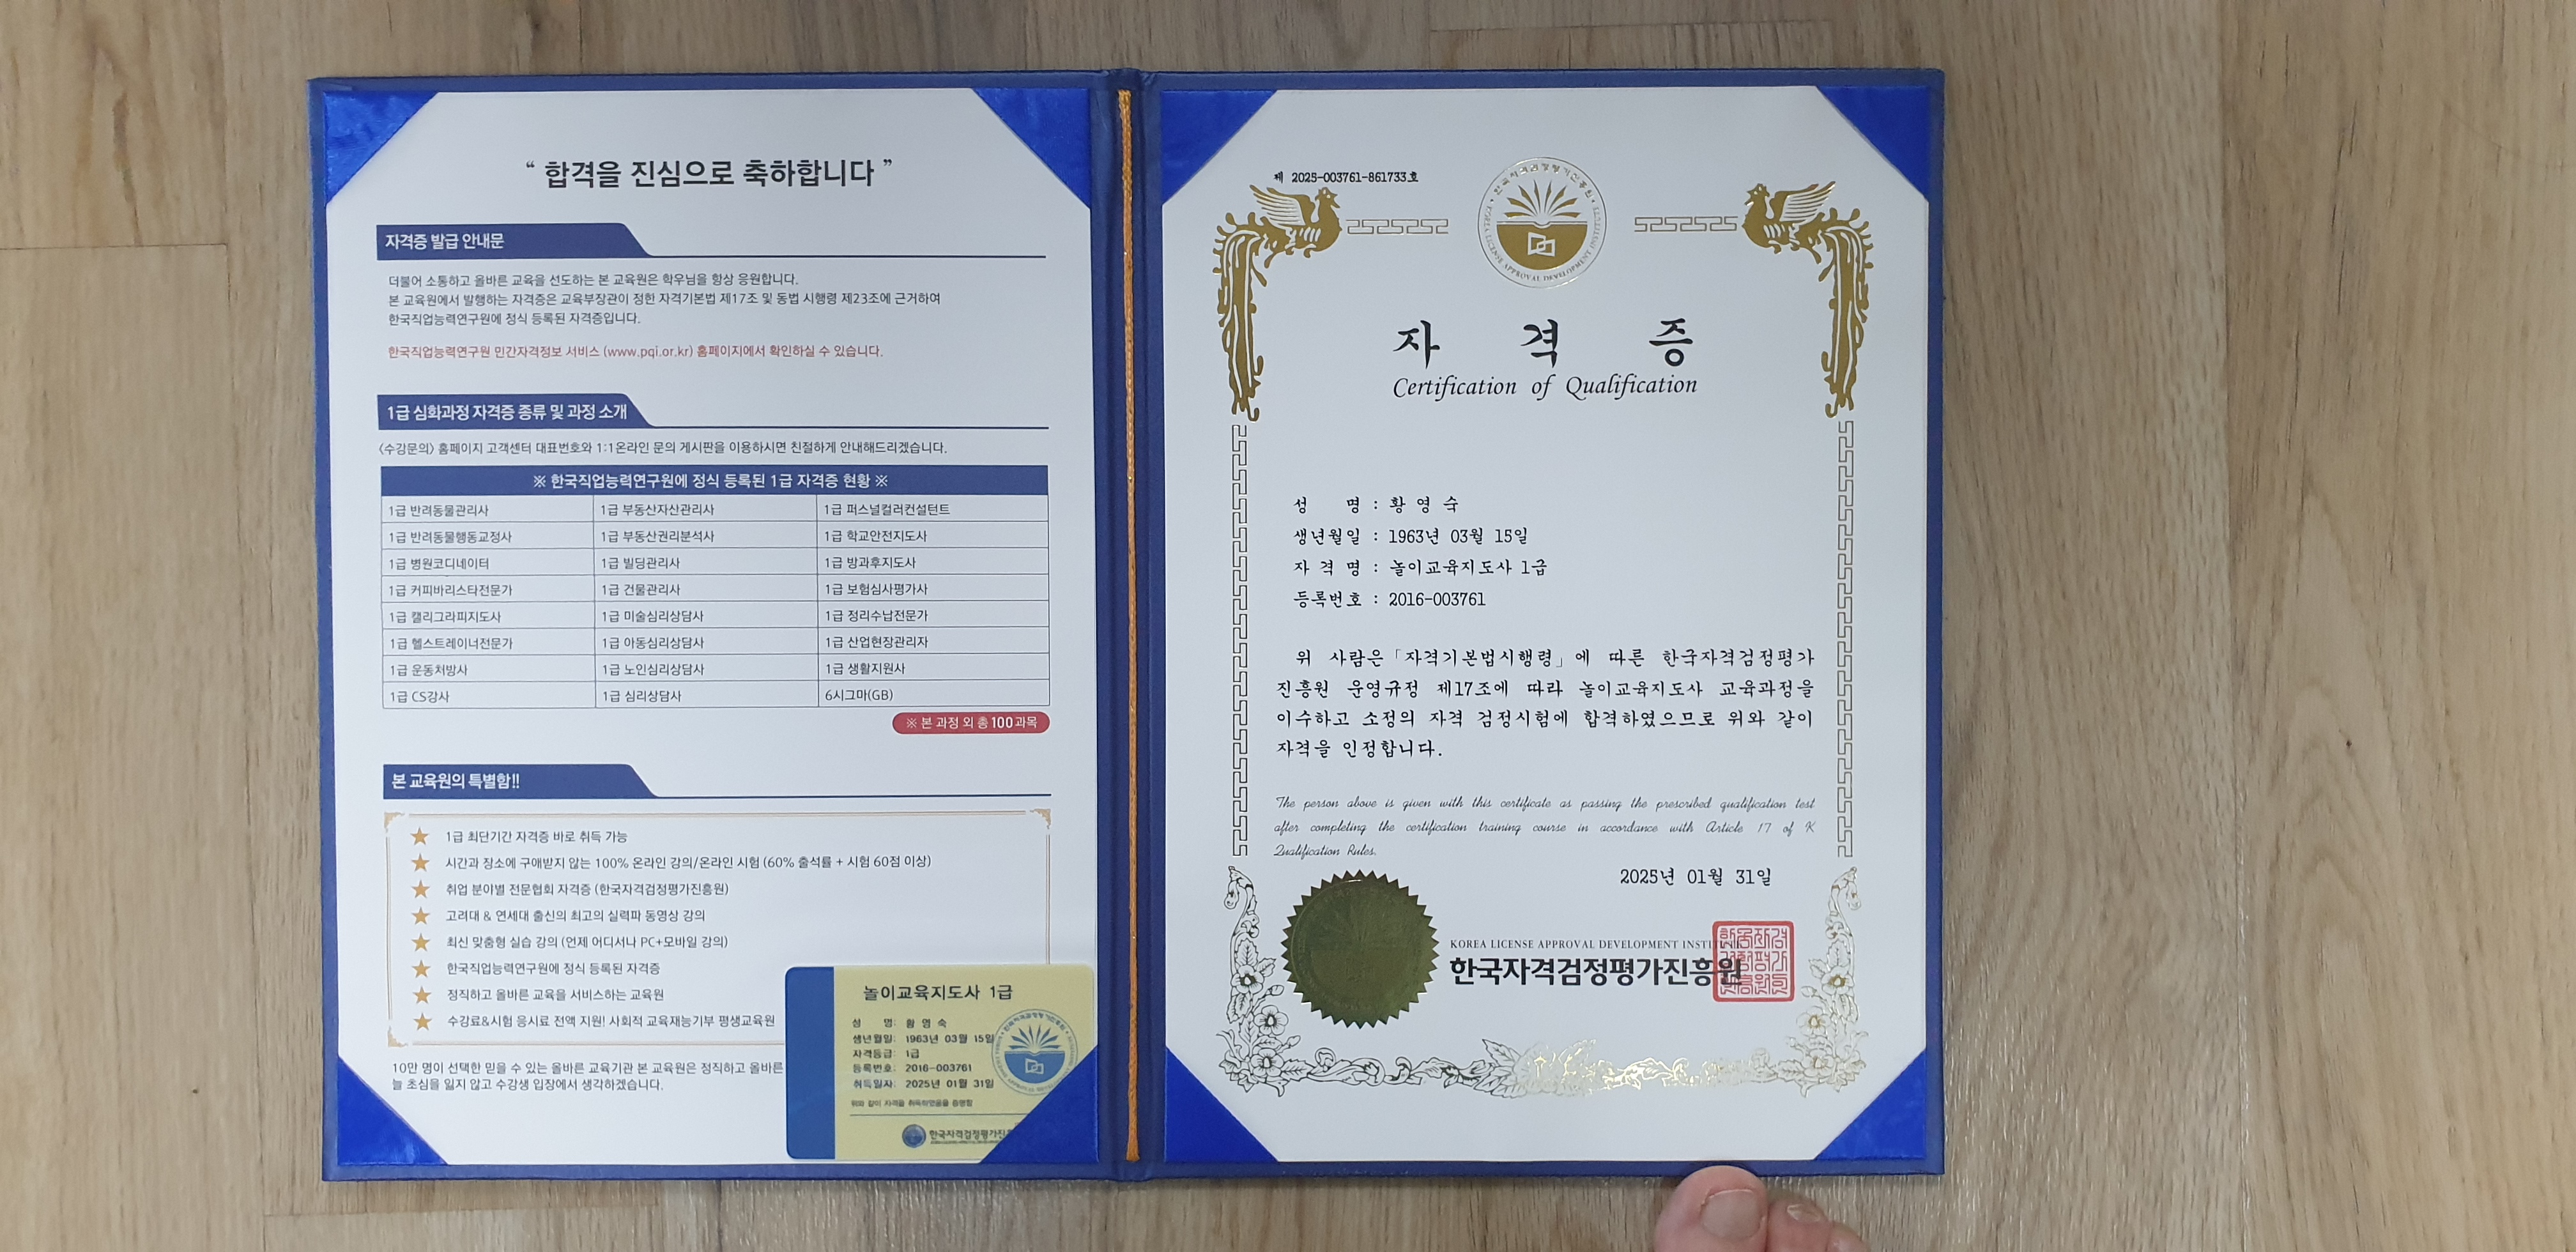 “ 합격을 진심으로 축하합니다 ”
자격증 발급 안내문
더불어 소통하고 올바른 교육을 선도하는 본 교육원은 학우님을 항상 응원합니다.
본 교육원에서 발행하는 자격증은 교육부장관이 정한 자격기본법 제17조 및 동법 시행령 제23조에 근거하여
한국직업능력연구원에 정식 등록된 자격증입니다.
한국직업능력연구원 민간자격정보 서비스 (www.pqi.or.kr) 홈페이지에서 확인하실 수 있습니다.
1급 심화과정 자격증 종류 및 과정 소개
<수강문의> 홈페이지 고객센터 대표번호와 1:1온라인 문의 게시판을 이용하시면 친절하게 안내해드리겠습니다.
※ 한국직업능력연구원에 정식 등록된 1급 자격증 현황 ※
1급 반려동물관리사 1급 부동산자산관리사 1급 퍼스널컬러컨설턴트
1급 반려동물행동교정사 1급 부동산권리분석사 1급 학교안전지도사
1급 병원코디네이터 1급 빌딩관리사 1급 방과후지도사
1급 커피바리스타전문가 1급 건물관리사 1급 보험심사평가사
1급 캘리그라피지도사 1급 미술심리상담사 1급 정리수납전문가
1급 헬스트레이너전문가 1급 아동심리상담사 1급 산업현장관리자
1급 운동처방사 1급 노인심리상담사 1급 생활지원사
1급 CS강사 1급 심리상담사 6시그마(GB)
※ 본 과정 외 총 100과목
본 교육원의 특별함!!
1급 최단기간 자격증 바로 취득 가능
시간과 장소에 구애받지 않는 100% 온라인 강의/온라인 시험 (60% 출석률 + 시험 60점 이상)
취업 분야별 전문협회 자격증 (한국자격검정평가진흥원)
고려대 & 연세대 출신의 최고의 실력파 동영상 강의
최신 맞춤형 실습 강의 (언제 어디서나 PC+모바일 강의)
한국직업능력연구원에 정식 등록된 자격증
정직하고 올바른 교육을 서비스하는 교육원
수강료&시험 응시료 전액 지원! 사회적 교육재능기부 평생교육원
10만 명이 선택한 믿을 수 있는 올바른 교육기관 본 교육원은 정직하고 올바른
늘 초심을 잃지 않고 수강생 입장에서 생각하겠습니다.
놀이교육지도사 1급
성 명: 황 영 숙
생년월일: 1963년 03월 15일
자격등급: 1급
등록번호: 2016-003761
취득일자: 2025년 01월 31일
위와 같이 자격을 취득하였음을 증명함
한국자격검정평가진
제 2025-003761-861733호
한국자격검정평가진흥원
KOREA LICENSE APPROVAL DEVELOPMENT INSTITUTE
자 격 증
Certification of Qualification
성 명 : 황 영 숙
생년월일 : 1963년 03월 15일
자 격 명 : 놀이교육지도사 1급
등록번호 : 2016-003761
위 사람은「자격기본법시행령」에 따른 한국자격검정평가
진흥원 운영규정 제17조에 따라 놀이교육지도사 교육과정을
이수하고 소정의 자격 검정시험에 합격하였으므로 위와 같이
자격을 인정합니다.
The person above is given with this certificate as passing the prescribed qualification test
after completing the certification training course in accordance with Article 17 of K
Qualification Rules.
2025년 01월 31일
KOREA LICENSE APPROVAL DEVELOPMENT INSTITUTE
한국자격검정평가진흥원